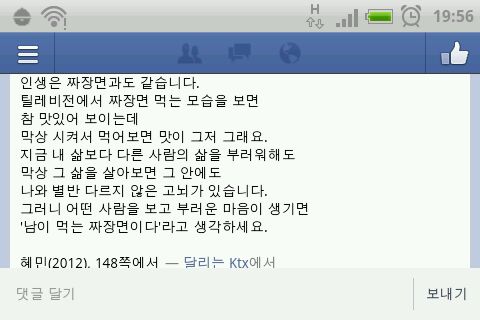 H
19:56
인생은 짜장면과도 같습니다.
틸레비전에서 짜장면 먹는 모습을 보면
참 맛있어 보이는데
막상 시켜서 먹어보면 맛이 그저 그래요.
지금 내 삶보다 다른 사람의 삶을 부러워해도
막상 그 삶을 살아보면 그 안에도
나와 별반 다르지 않은 고뇌가 있습니다.
그러니 어떤 사람을 보고 부러운 마음이 생기면
'남이 먹는 짜장면이다'라고 생각하세요.
혜민(2012), 148쪽에서 — 달리는 Ktx에서
댓글 달기
보내기